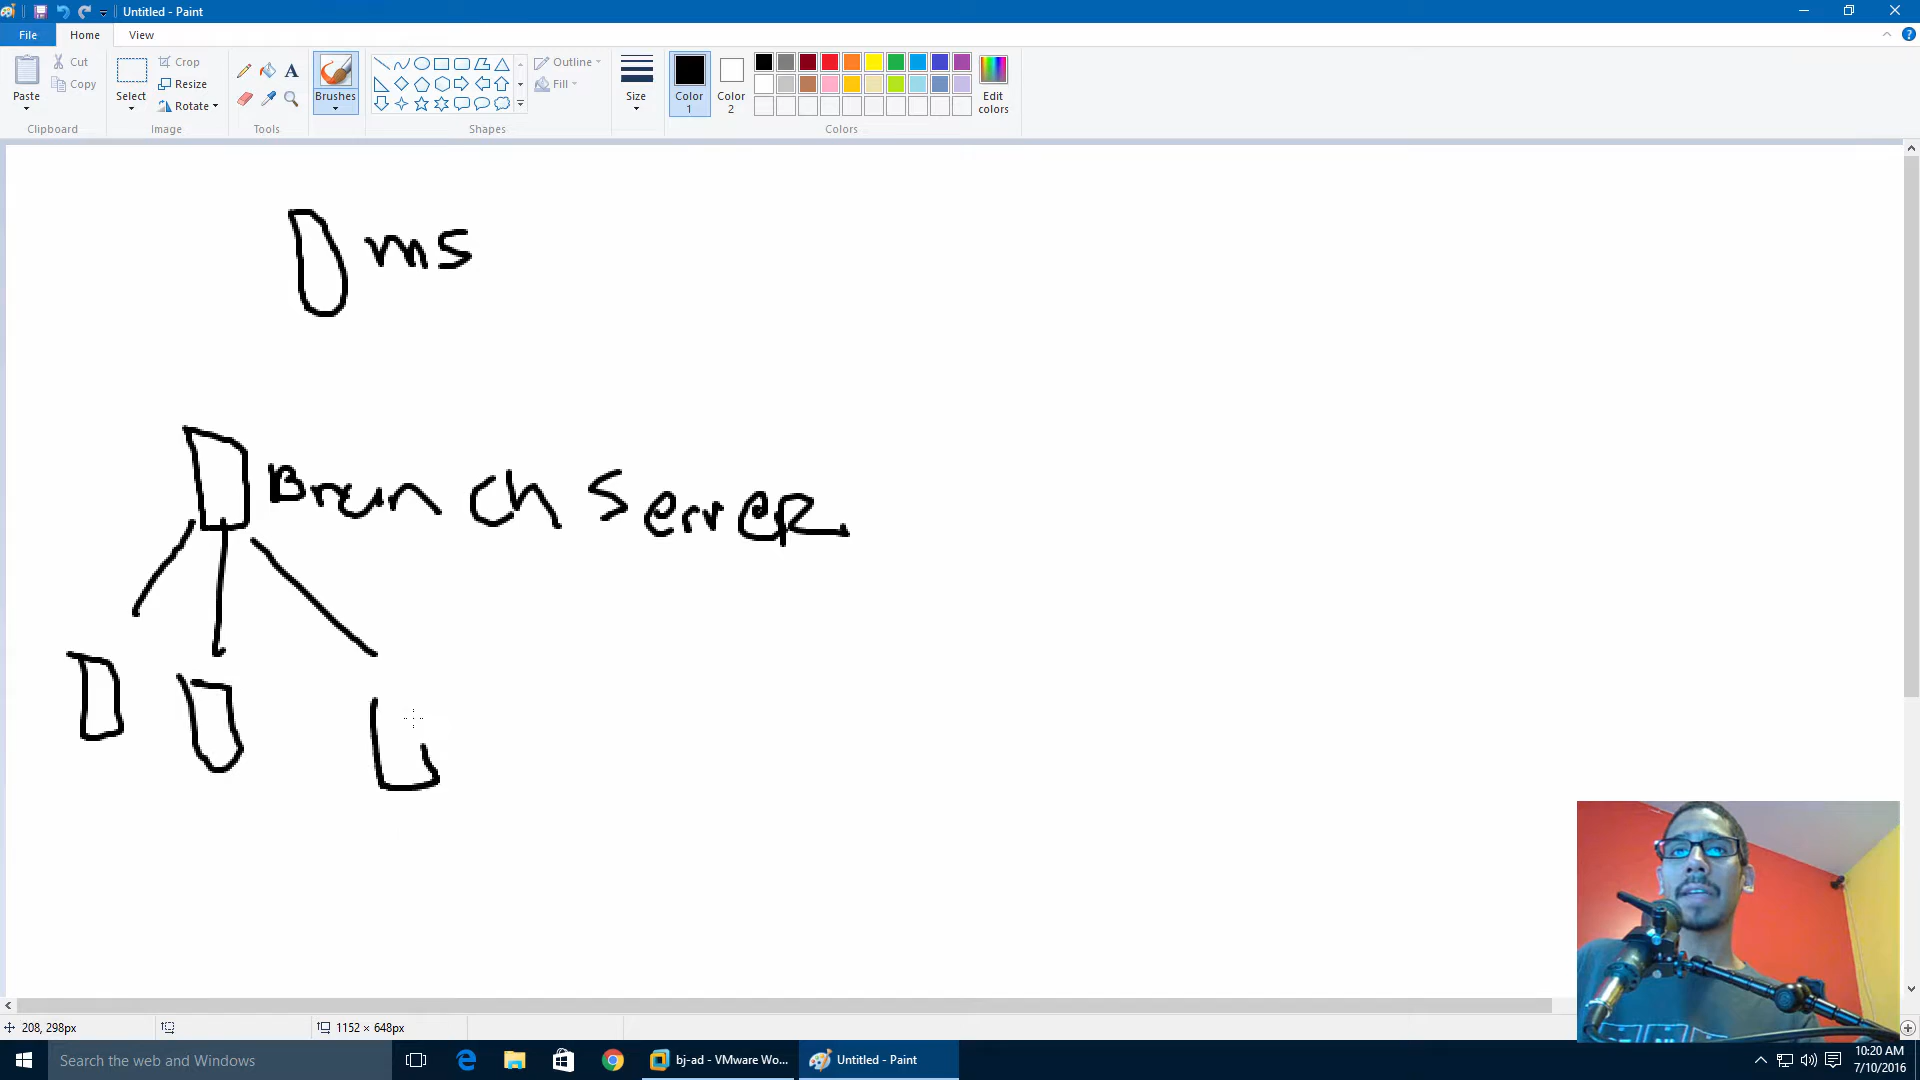 Untitled - Paint
File
Home
View
Paste
Cut
Copy
Clipboard
Select
Crop
Resize
Rotate
Image
A
Tools
Brushes
Outline
Fill
Shapes
Size
Color
1
Color
2
Edit
colors
Colors
ms
Branch Server
208, 298px
1152 × 648px
Search the web and Windows
bj-ad - VMware Wo...
Untitled - Paint
10:20 AM
7/10/2016